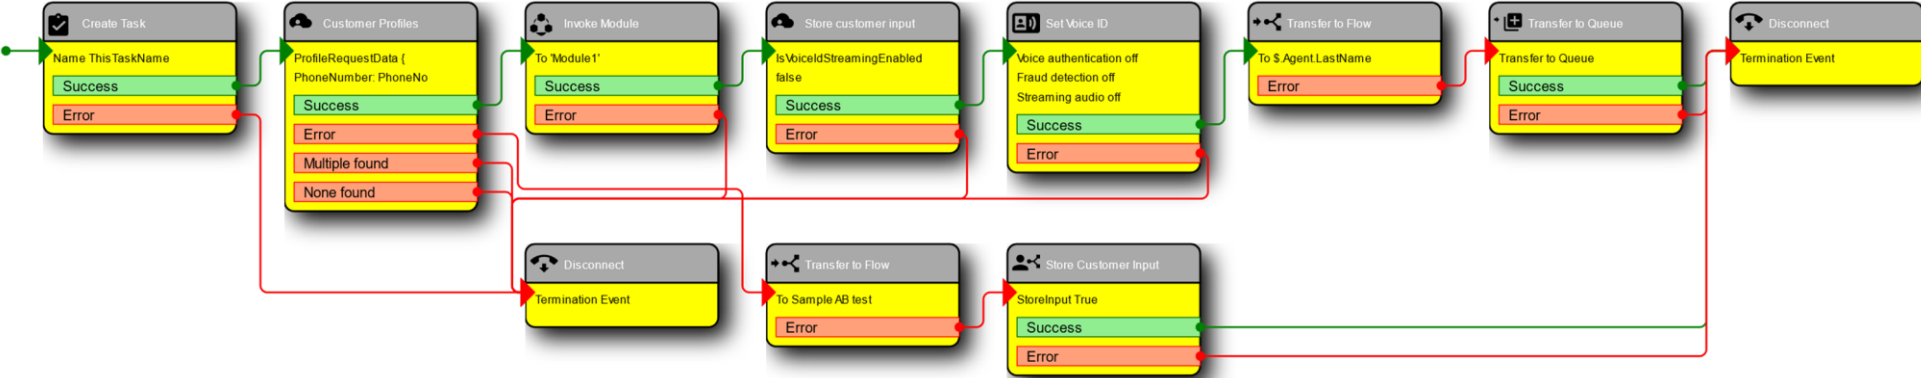 Create Task
Name ThisTaskName
Success
Error
Customer Profiles
ProfileRequestData {
PhoneNumber: PhoneNo
Success
Error
Multiple found
None found
Invoke Module
To 'Module1'
Success
Error
Store customer input
IsVoiceIdStreamingEnabled
false
Success
Error
Set Voice ID
Voice authentication off
Fraud detection off
Streaming audio off
Success
Error
Transfer to Flow
To $.Agent.LastName
Error
Transfer to Queue
Transfer to Queue
Success
Error
Disconnect
Termination Event
Disconnect
Termination Event
Transfer to Flow
To Sample AB test
Error
Store Customer Input
StoreInput True
Success
Error